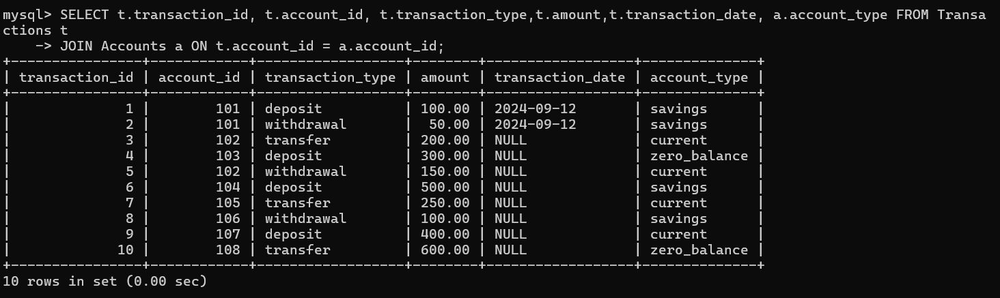 mysql> SELECT t.transaction_id, t.account_id, t.transaction_type,t.amount,t.transaction_date, a.account_type FROM Transa
ctions t
    -> JOIN Accounts a ON t.account_id = a.account_id;
+----------------+------------+------------------+--------+------------------+--------------+
| transaction_id | account_id | transaction_type | amount | transaction_date | account_type |
+----------------+------------+------------------+--------+------------------+--------------+
|              1 |        101 | deposit          | 100.00 | 2024-09-12       | savings      |
|              2 |        101 | withdrawal       |  50.00 | 2024-09-12       | savings      |
|              3 |        102 | transfer         | 200.00 | NULL             | current      |
|              4 |        103 | deposit          | 300.00 | NULL             | zero_balance |
|              5 |        102 | withdrawal       | 150.00 | NULL             | current      |
|              6 |        104 | deposit          | 500.00 | NULL             | savings      |
|              7 |        105 | transfer         | 250.00 | NULL             | current      |
|              8 |        106 | withdrawal       | 100.00 | NULL             | savings      |
|              9 |        107 | deposit          | 400.00 | NULL             | current      |
|             10 |        108 | transfer         | 600.00 | NULL             | zero_balance |
+----------------+------------+------------------+--------+------------------+--------------+
10 rows in set (0.00 sec)